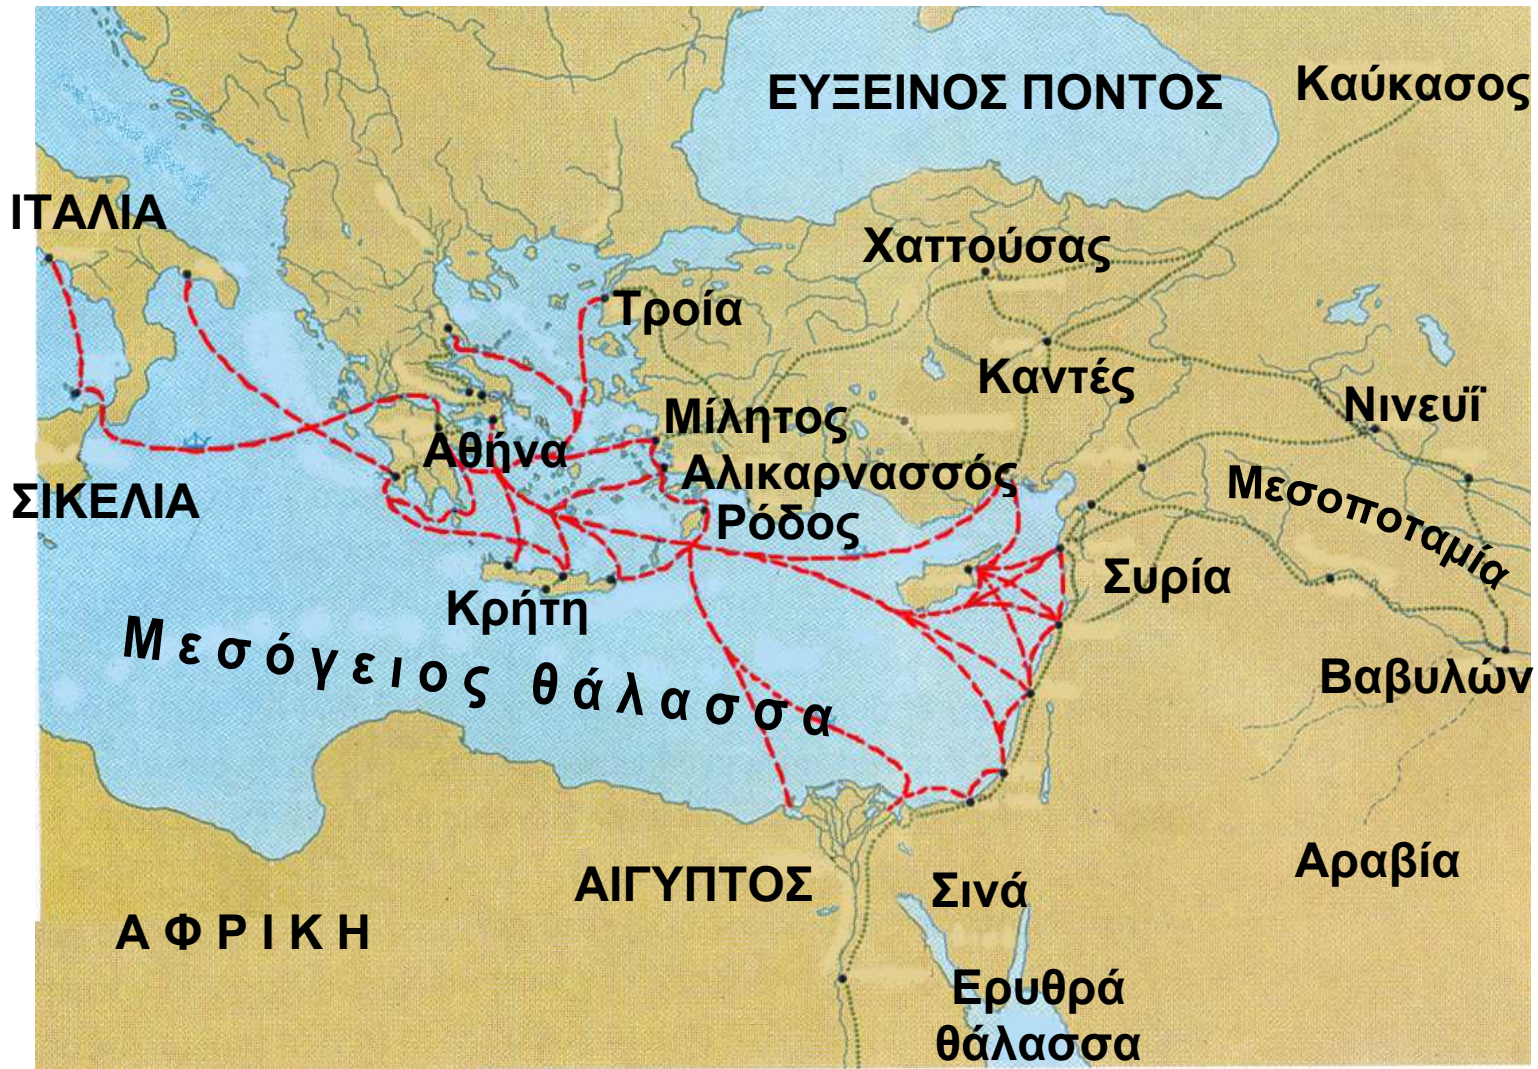 ΕΥΞΕΙΝΟΣ ΠΟΝΤΟΣ
Καύκασος
ΙΤΑΛΙΑ
Χαττούσας
Τροία
Καντές
Νινευΐ
Μίλητος
Αθήνα
Αλικαρνασσός
ΣΙΚΕΛΙΑ
Μεσοποταμία
Ρόδος
Συρία
Κρήτη
Μεσόγειος θάλασσα
Βαβυλών
Αραβία
ΑΙΓΥΠΤΟΣ
Σινά
ΑΦΡΙΚΗ
Ερυθρά
θάλασσα